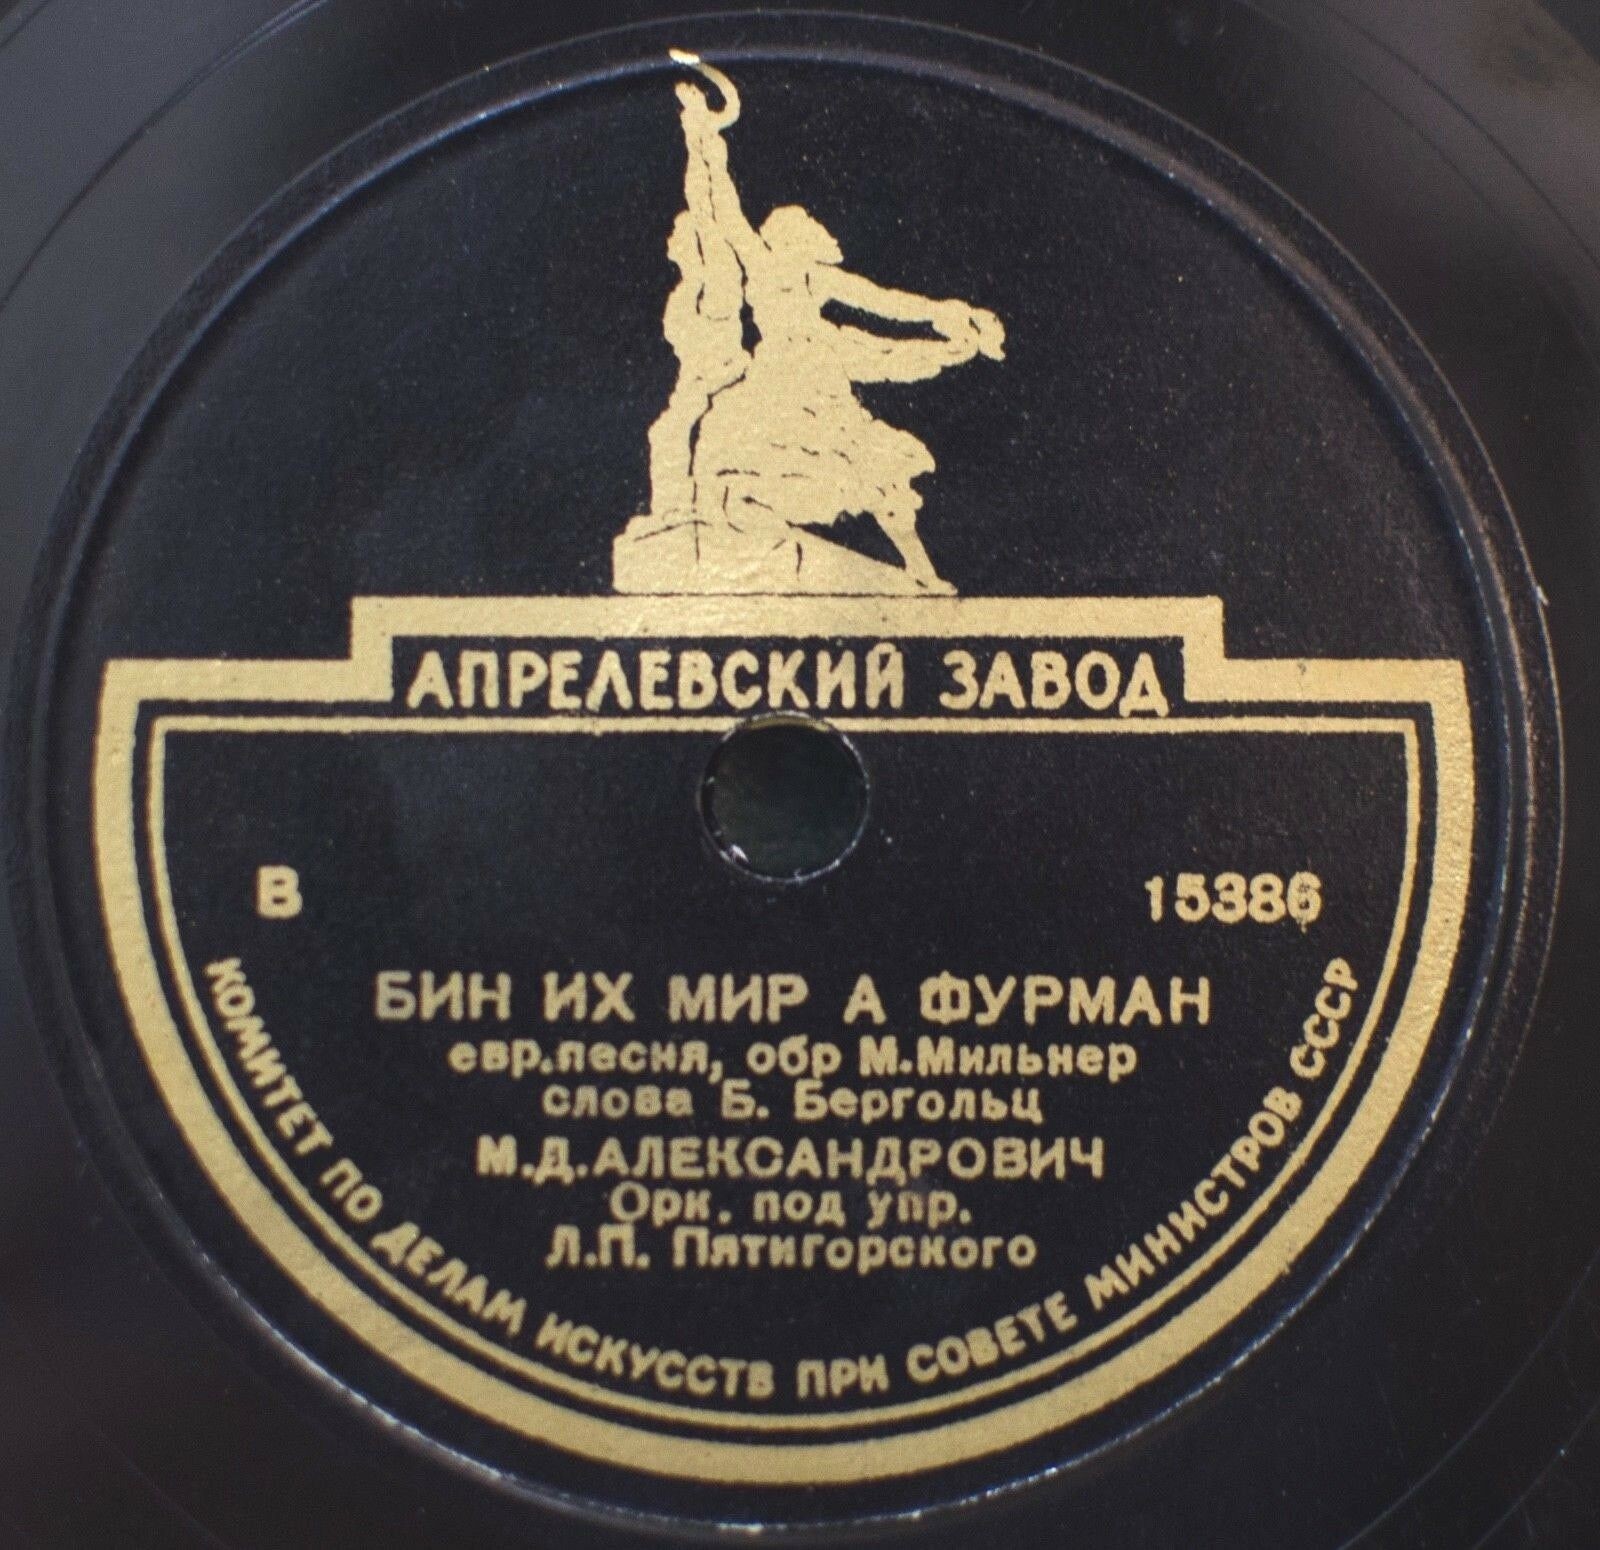 АПРЕЛЕВСКИЙ ЗАВОД
В 15386
БИН ИХ МИР А ФУРМАН
евр.песня, обр М.Мильнер
слова Б. Бергольц
М.Д.АЛЕКСАНДРОВИЧ
Орк. под упр.
Л.П. Пятигорского
КОМИТЕТ ПО ДЕЛАМ ИСКУССТВ ПРИ СОВЕТЕ МИНИСТРОВ СССР